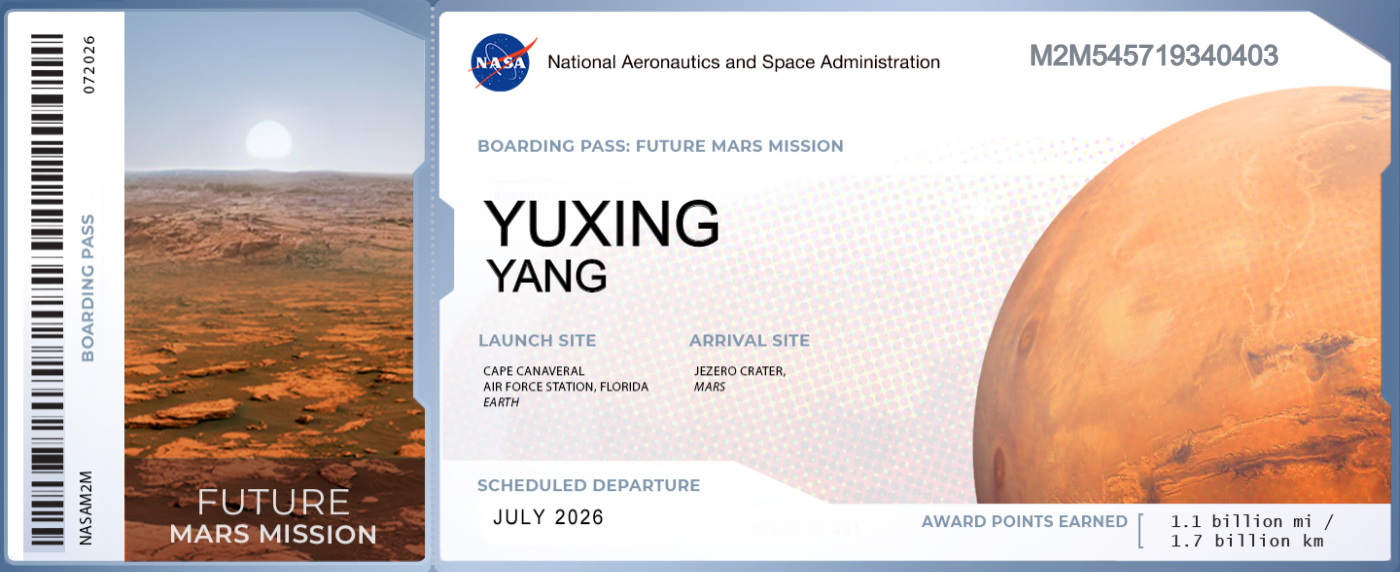 072026
BOARDING PASS
NASAM2M
FUTURE
MARS MISSION
NASA
National Aeronautics and Space Administration
M2M545719340403
BOARDING PASS: FUTURE MARS MISSION
YUXING
YANG
LAUNCH SITE
CAPE CANAVERAL
AIR FORCE STATION, FLORIDA
EARTH
ARRIVAL SITE
JEZERO CRATER,
MARS
SCHEDULED DEPARTURE
JULY 2026
AWARD POINTS EARNED
1.1 billion mi /
1.7 billion km